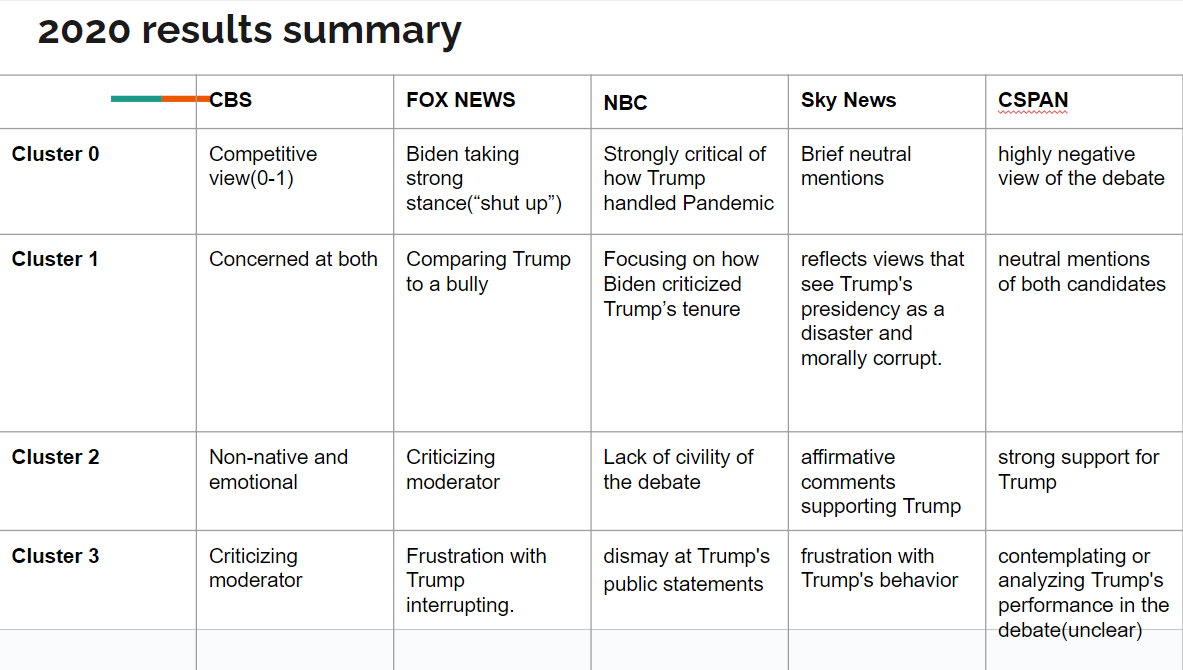 2020 results summary
CBS
FOX NEWS
NBC
Sky News
CSPAN
Cluster 0
Competitive
view(0-1)
Biden taking
strong
stance(“shut up”)
Strongly critical of
how Trump
handled Pandemic
Brief neutral
mentions
highly negative
view of the debate
Cluster 1
Concerned at both
Comparing Trump
to a bully
Focusing on how
Biden criticized
Trump’s tenure
reflects views that
see Trump's
presidency as a
disaster and
morally corrupt.
neutral mentions
of both candidates
Cluster 2
Non-native and
emotional
Criticizing
moderator
Lack of civility of
the debate
affirmative
comments
supporting Trump
strong support for
Trump
Cluster 3
Criticizing
moderator
Frustration with
Trump
interrupting.
dismay at Trump's
public statements
frustration with
Trump's behavior
contemplating or
analyzing Trump's
performance in the
debate(unclear)